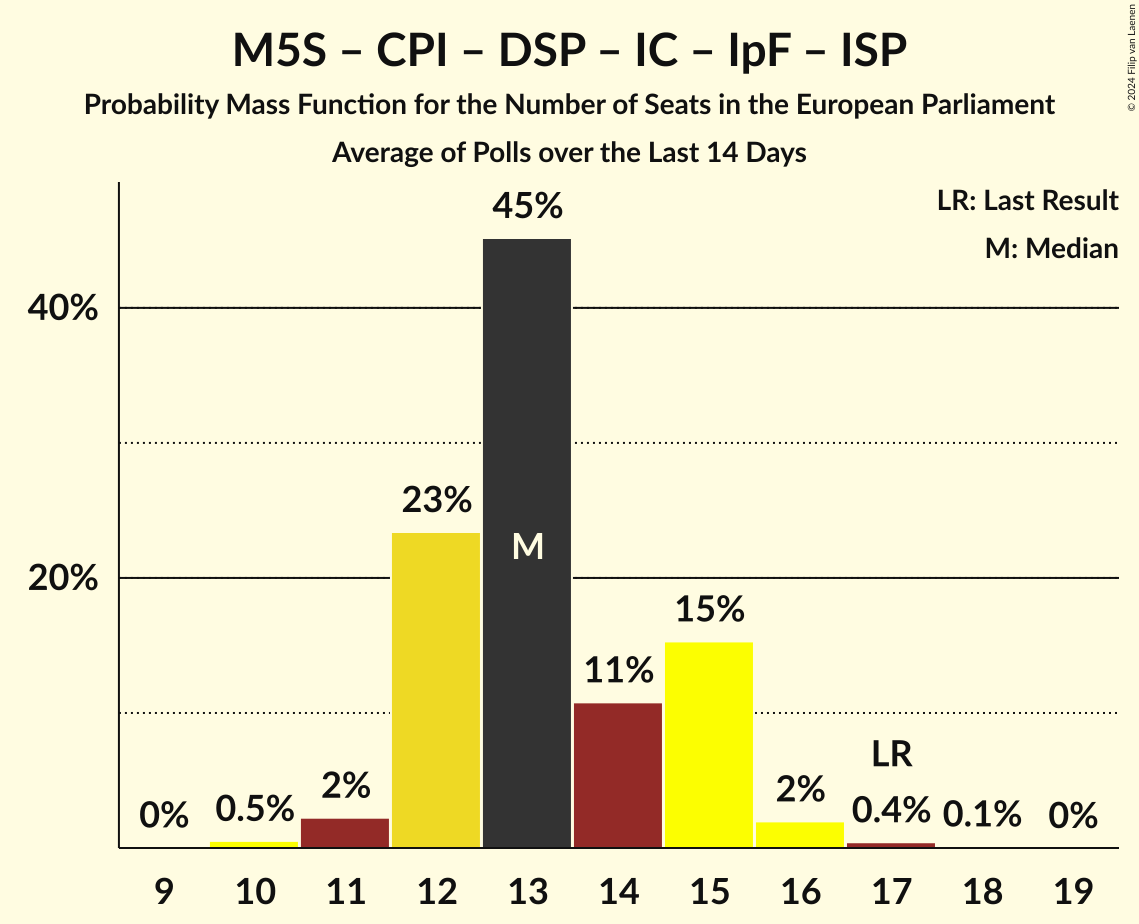 M5S – CPI – DSP – IC – IpF – ISP
Probability Mass Function for the Number of Seats in the European Parliament
Average of Polls over the Last 14 Days
© 2024 Filip van Laenen
LR: Last Result
M: Median
45%
40%
23%
M
20%
15%
11%
LR
0%
0.5%
2%
2%
0.4%
0.1%
0%
9 10 11 12 13 14 15 16 17 18 19